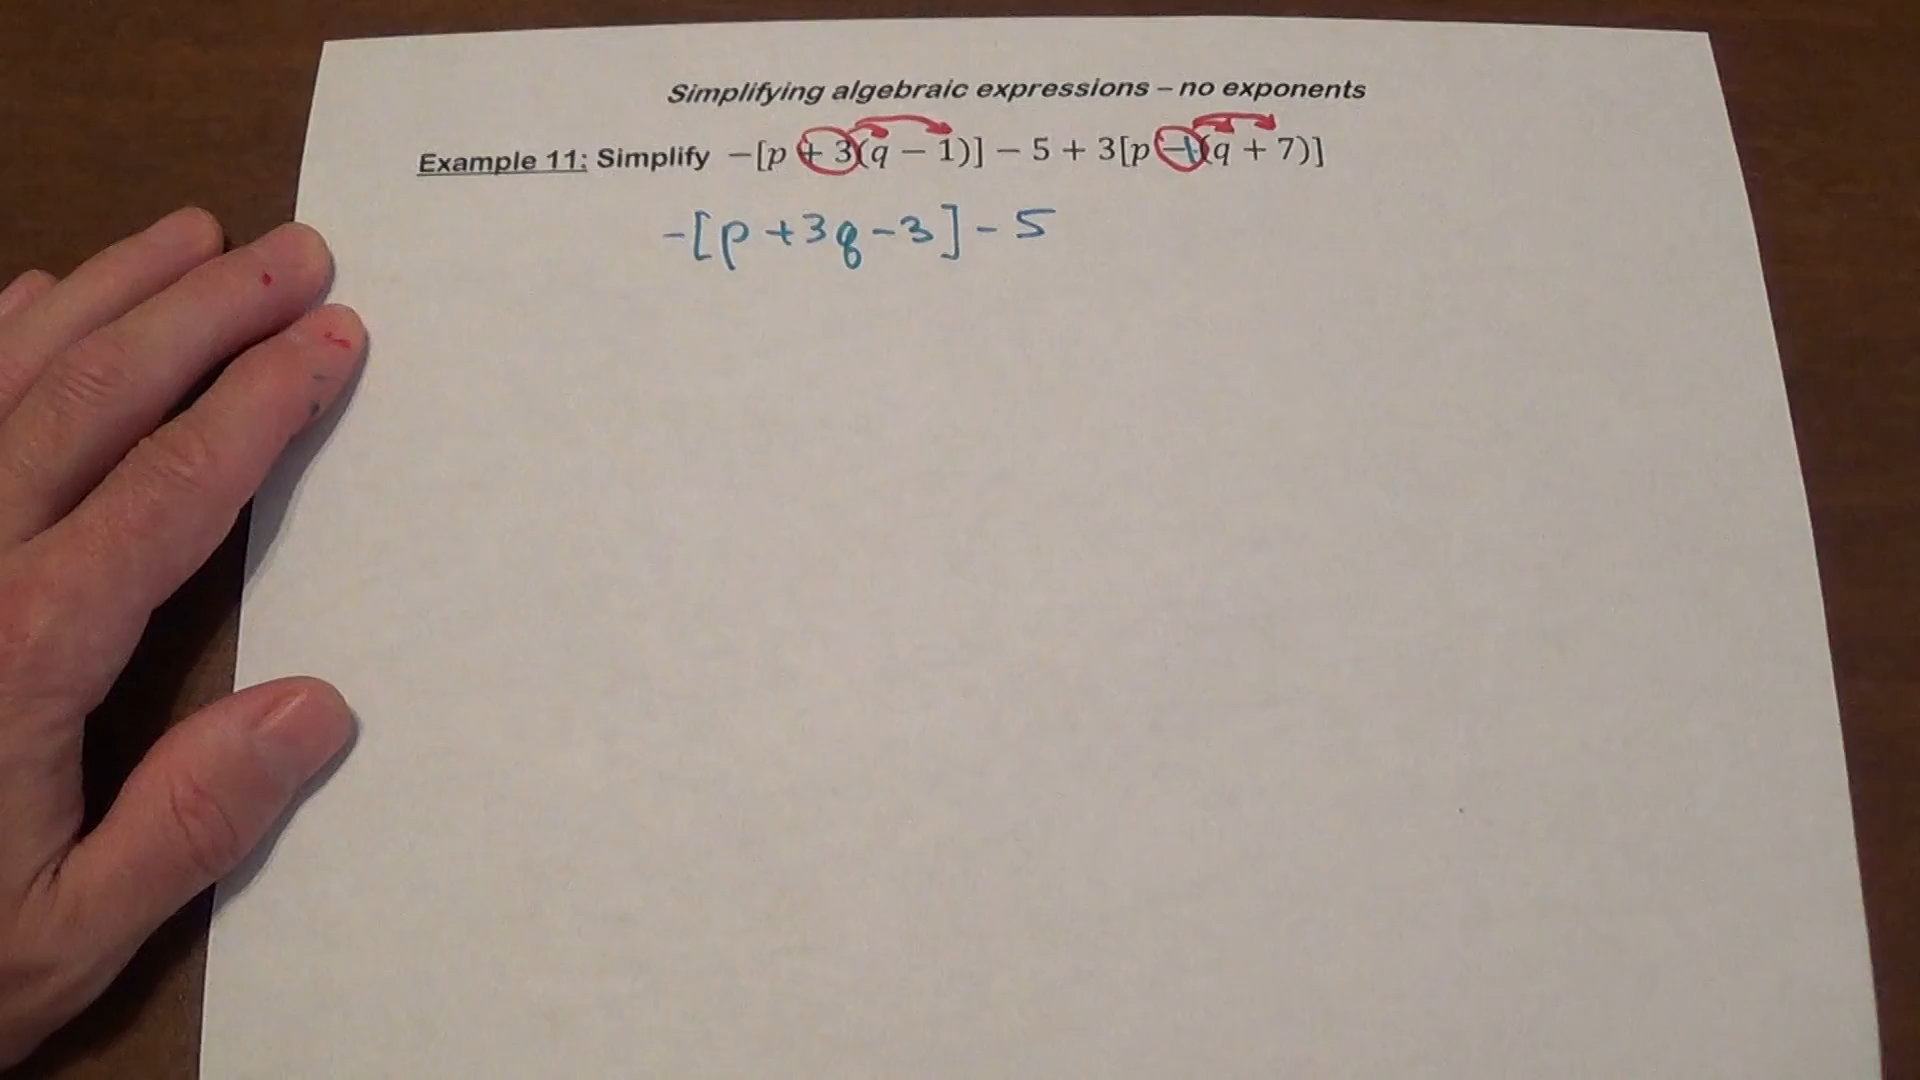 Simplifying algebraic expressions – no exponents
Example 11: Simplify −[p + 3(q − 1)] − 5 + 3[p −1(q + 7)]
-[p +3q -3] - 5